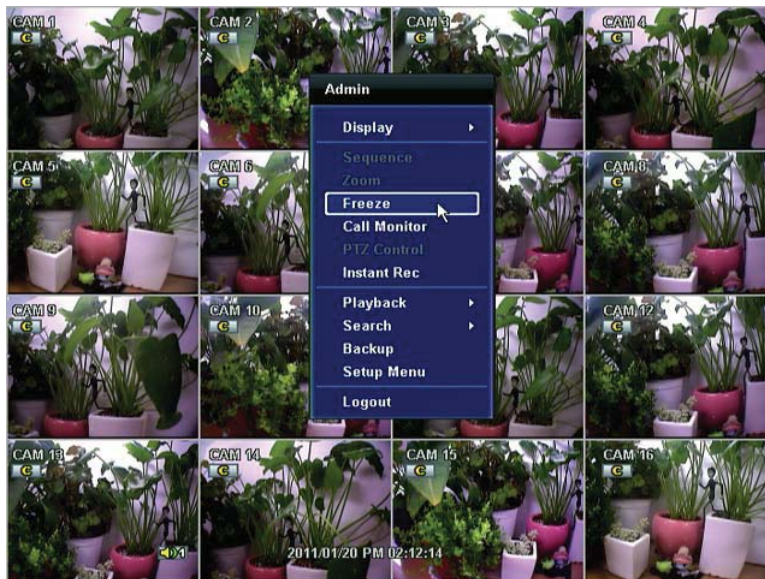 CAM 1
CAM 2
CAM 3
CAM 4
Admin
Display
CAM 5
CAM 6
Sequence
CAM 8
Zoom
Freeze
Call Monitor
PTZ Control
Instant Rec
CAM 9
CAM 10
Playback
CAM 12
Search
Backup
Setup Menu
Logout
CAM 13
CAM 14
CAM 15
CAM 16
1
2011/01/20 PM 02:12:14